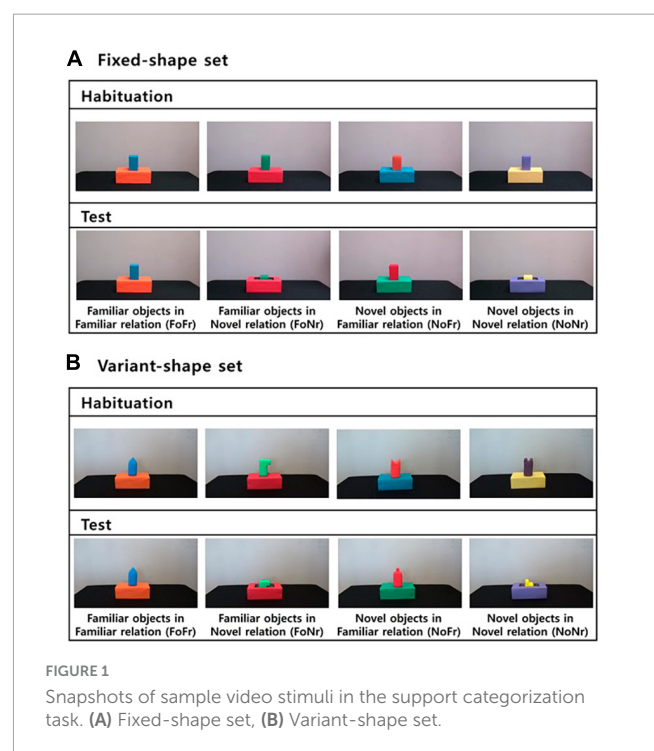 A Fixed-shape set
Habituation
Test
Familiar objects in
Familiar relation (FoFr)
Familiar objects in
Novel relation (FoNr)
Novel objects in
Familiar relation (NoFr)
Novel objects in
Novel relation (NoNr)
B Variant-shape set
Habituation
Test
Familiar objects in
Familiar relation (FoFr)
Familiar objects in
Novel relation (FoNr)
Novel objects in
Familiar relation (NoFr)
Novel objects in
Novel relation (NoNr)
FIGURE 1
Snapshots of sample video stimuli in the support categorization
task. (A) Fixed-shape set, (B) Variant-shape set.